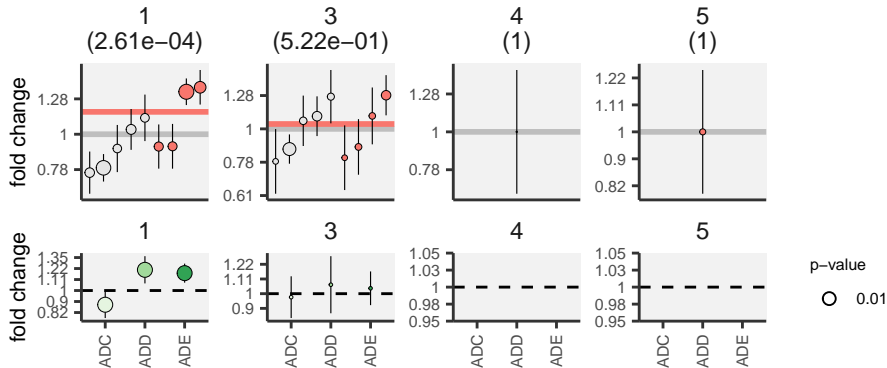 1
(2.61e−04)
3
(5.22e−01)
4
(1)
5
(1)
fold change
1.28
1
0.78
1.28
1
0.78
0.61
1.28
1
0.78
1.22
1.11
1
0.9
0.82
1
3
4
5
fold change
1.35
1.22
1.11
1
0.9
0.82
1.22
1.11
1
0.9
1.05
1.03
1
0.98
0.95
1.05
1.03
1
0.98
0.95
ADC
ADD
ADE
ADC
ADD
ADE
ADC
ADD
ADE
ADC
ADD
ADE
p−value
0.01